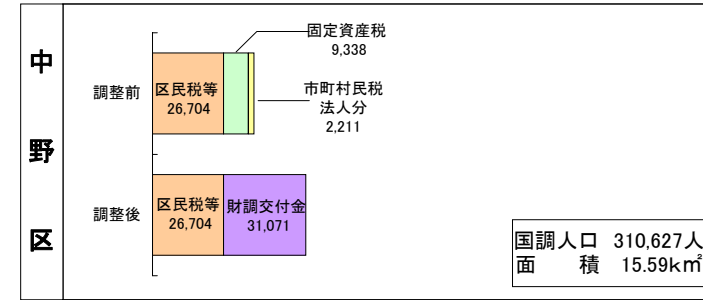 中野区
固定資産税
9,338
調整前
区民税等
26,704
市町村民税
法人分
2,211
調整後
区民税等
26,704
財調交付金
31,071
国調人口 310,627人
面　　積 15.59k㎡